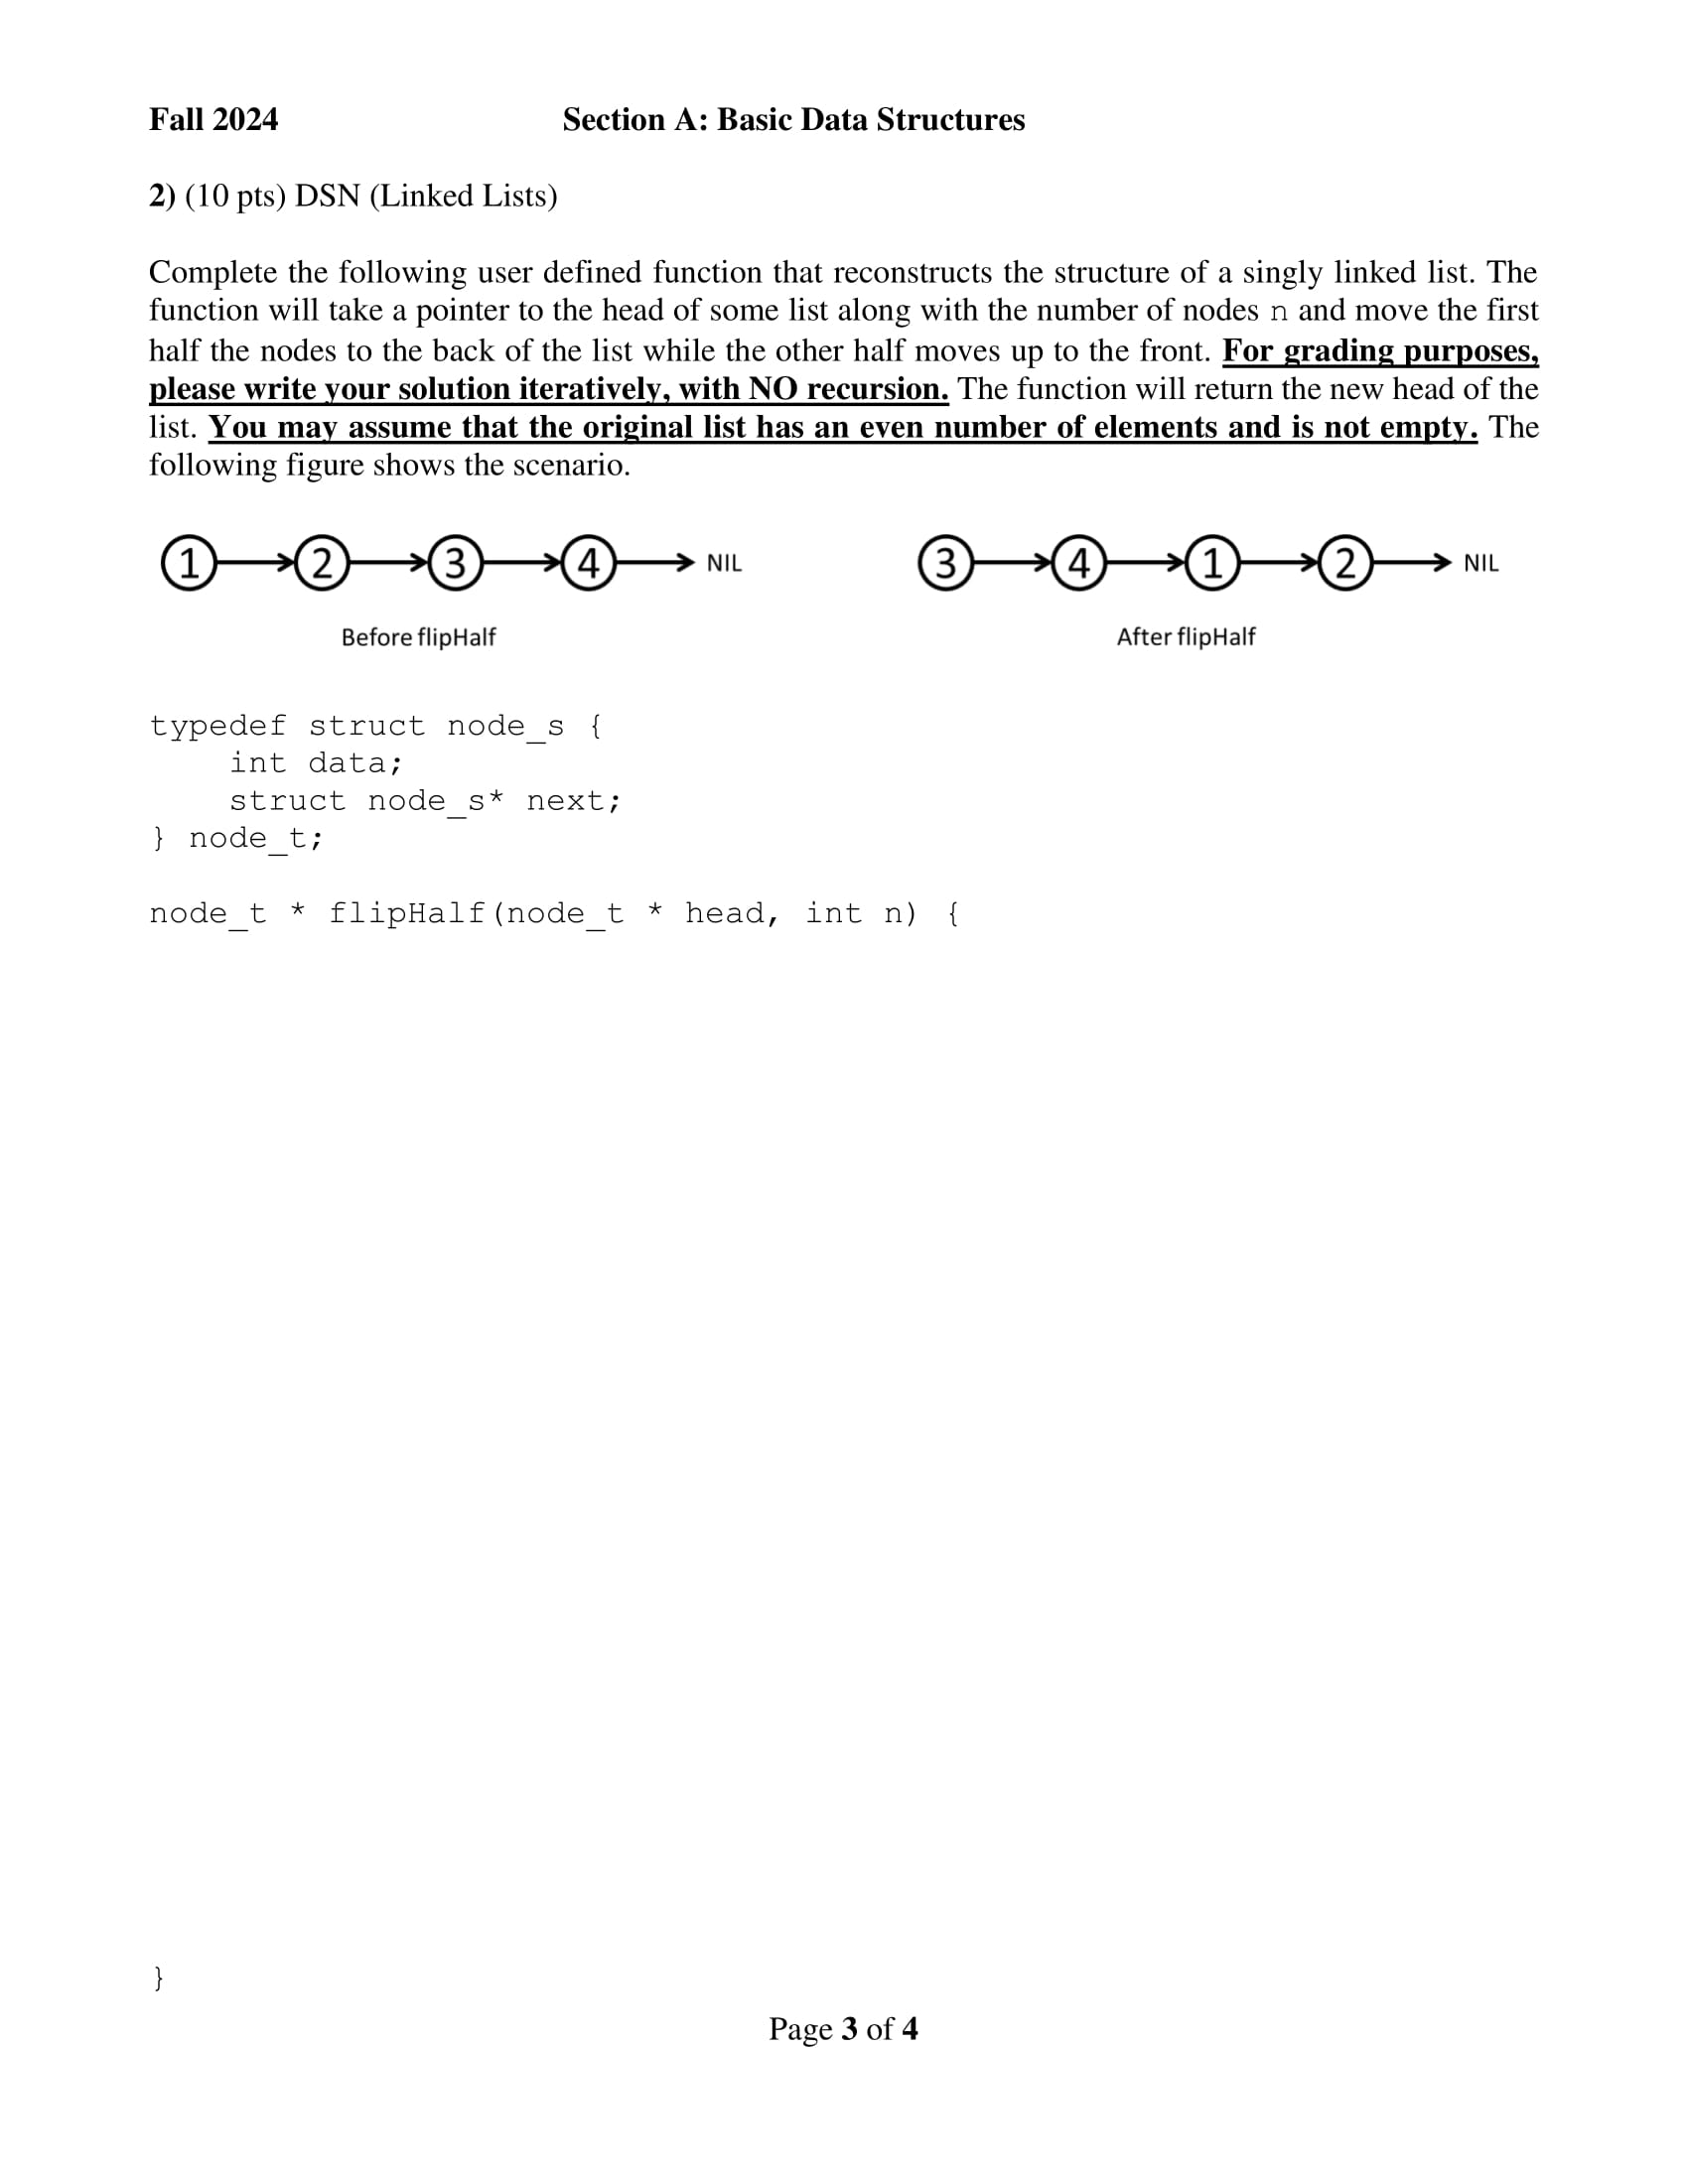 Fall 2024 Section A: Basic Data Structures
2) (10 pts) DSN (Linked Lists)
Complete the following user defined function that reconstructs the structure of a singly linked list. The
function will take a pointer to the head of some list along with the number of nodes n and move the first
half the nodes to the back of the list while the other half moves up to the front. For grading purposes,
please write your solution iteratively, with NO recursion. The function will return the new head of the
list. You may assume that the original list has an even number of elements and is not empty. The
following figure shows the scenario.
1 2 3 4 NIL 3 4 1 2 NIL
Before flipHalf After flipHalf
typedef struct node_s {
    int data;
    struct node_s* next;
} node_t;
node_t * flipHalf(node_t * head, int n) {
}
Page 3 of 4